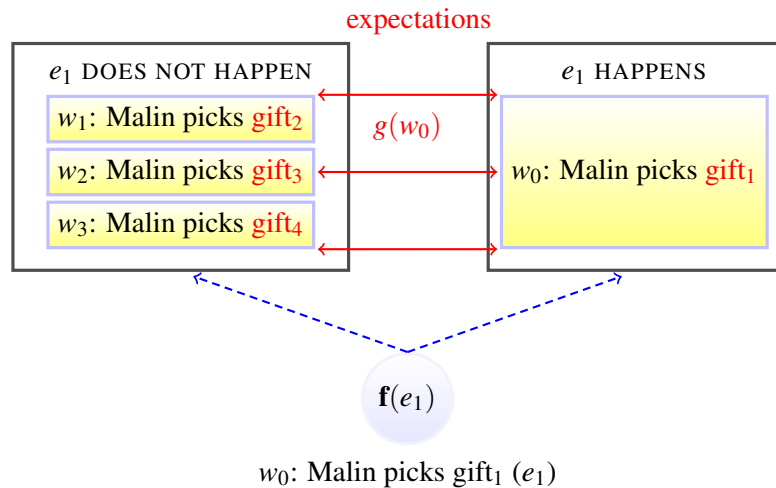 expectations
e₁ DOES NOT HAPPEN
e₁ HAPPENS
w₁: Malin picks gift₂
w₂: Malin picks gift₃
w₃: Malin picks gift₄
g(w₀)
w₀: Malin picks gift₁
f(e₁)
w₀: Malin picks gift₁ (e₁)